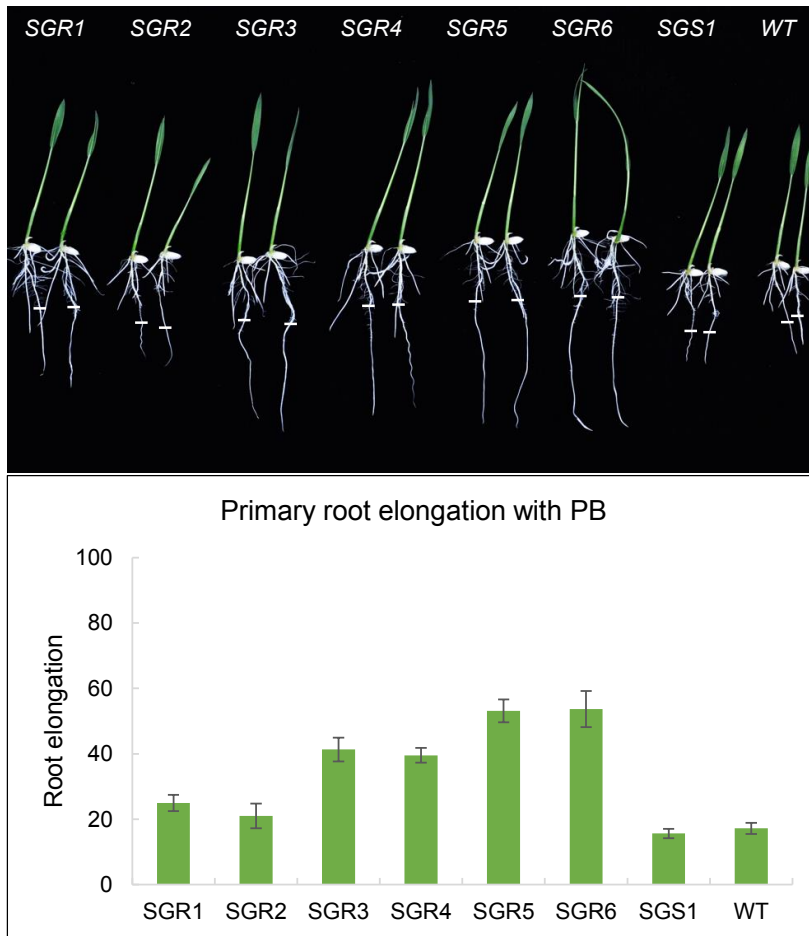 SGR1 SGR2 SGR3 SGR4 SGR5 SGR6 SGS1 WT
Primary root elongation with PB
100
80
60
40
20
0
Root elongation
SGR1 SGR2 SGR3 SGR4 SGR5 SGR6 SGS1 WT